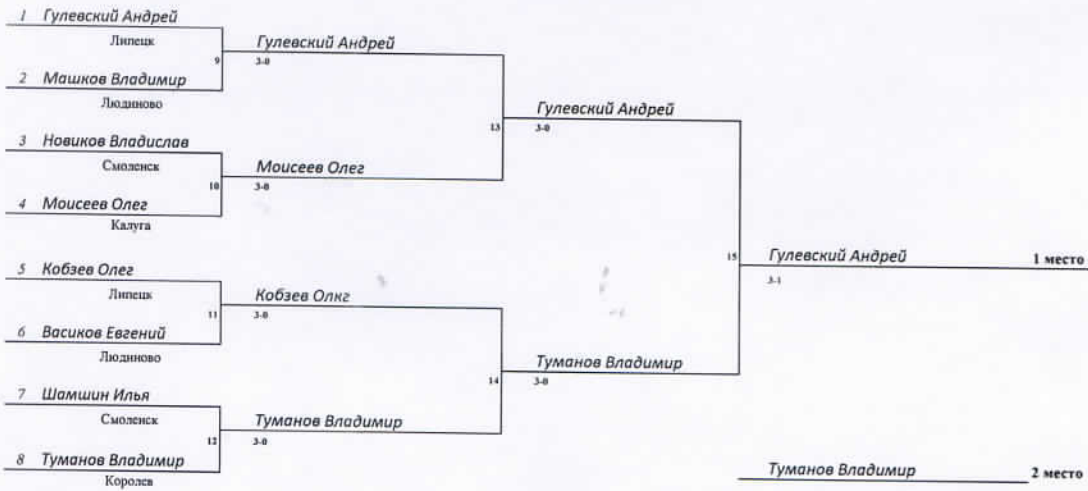 1 Гулевский Андрей
Липецк
9
Гулевский Андрей
3-0
2 Машков Владимир
Людиново
13
Гулевский Андрей
3-0
3 Новиков Владислав
Смоленск
10
Моисеев Олег
3-0
4 Моисеев Олег
Калуга
15
Гулевский Андрей
1 место
3-1
5 Кобзев Олег
Липецк
11
Кобзев Олкг
3-0
6 Васиков Евгений
Людиново
14
Туманов Владимир
3-0
7 Шамшин Илья
Смоленск
12
Туманов Владимир
3-0
8 Туманов Владимир
Королев
Туманов Владимир
2 место